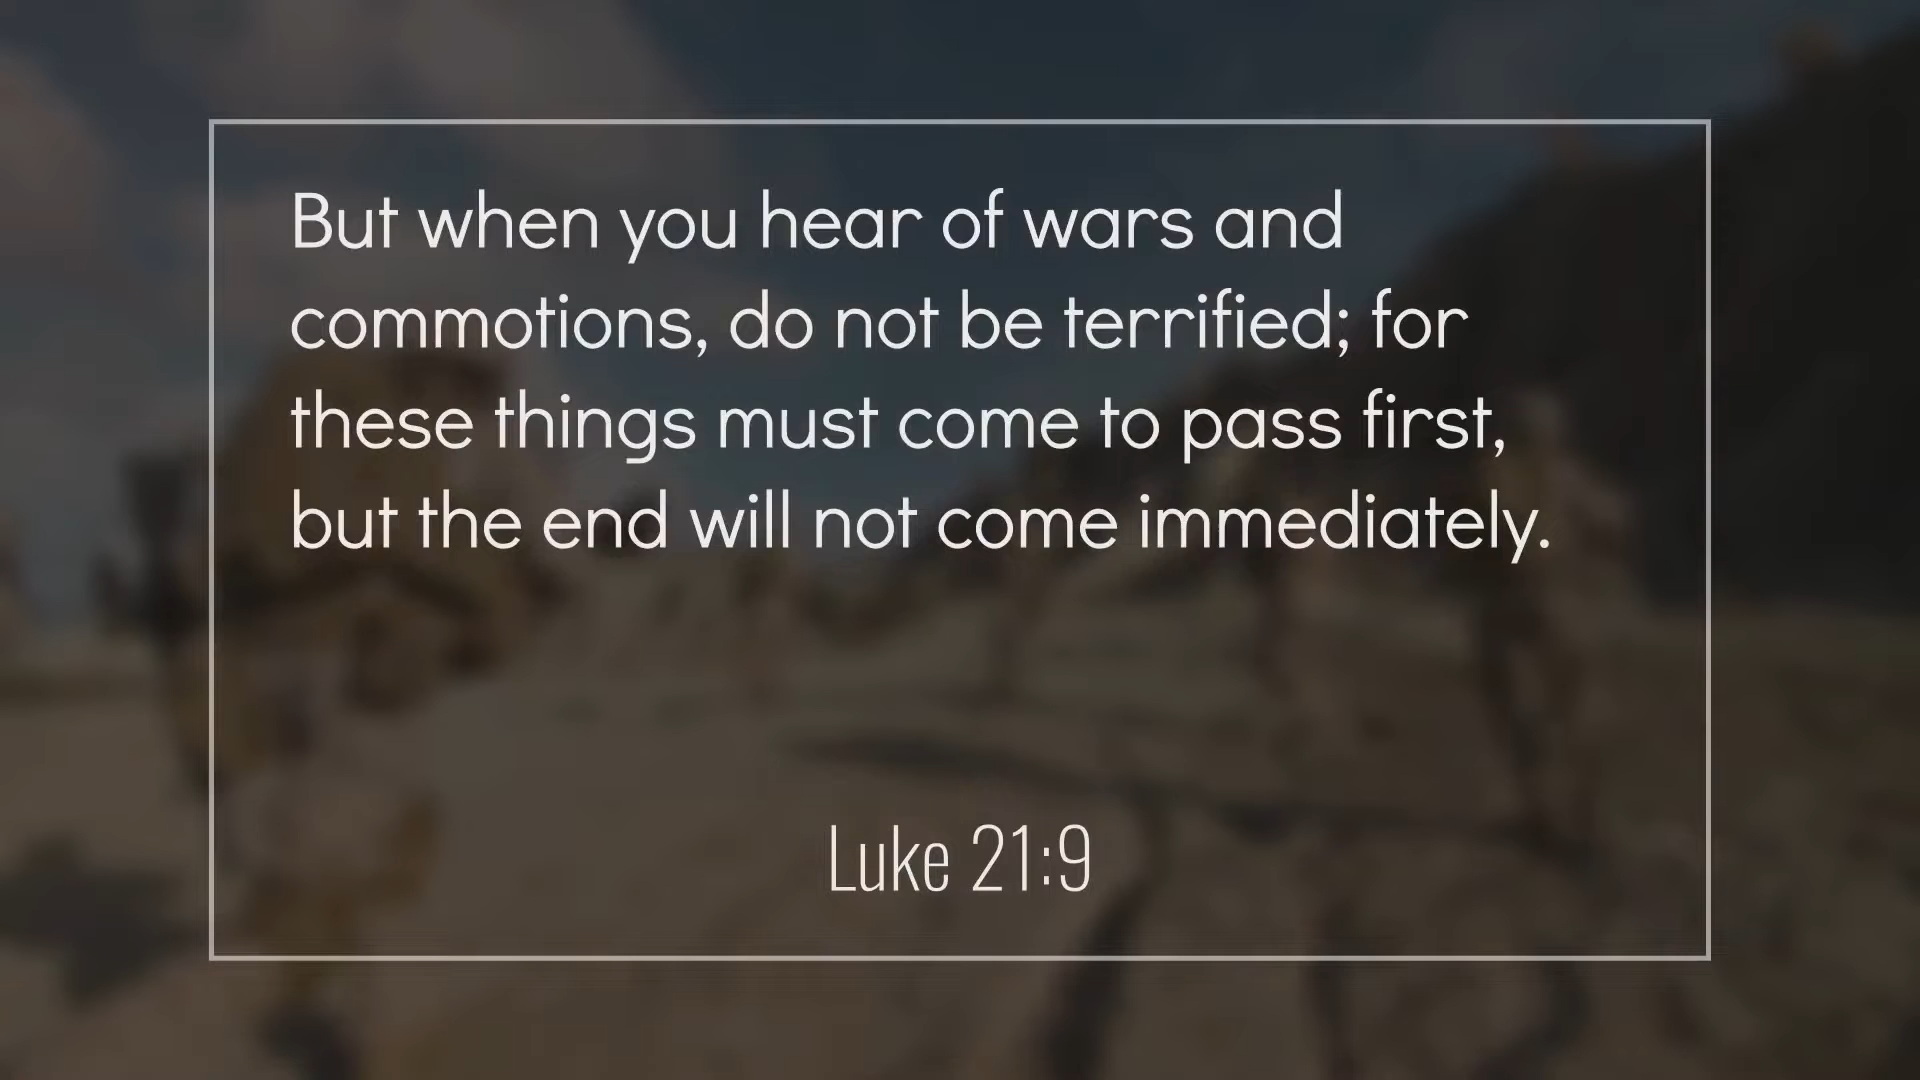 But when you hear of wars and
commotions, do not be terrified; for
these things must come to pass first,
but the end will not come immediately.
Luke 21:9